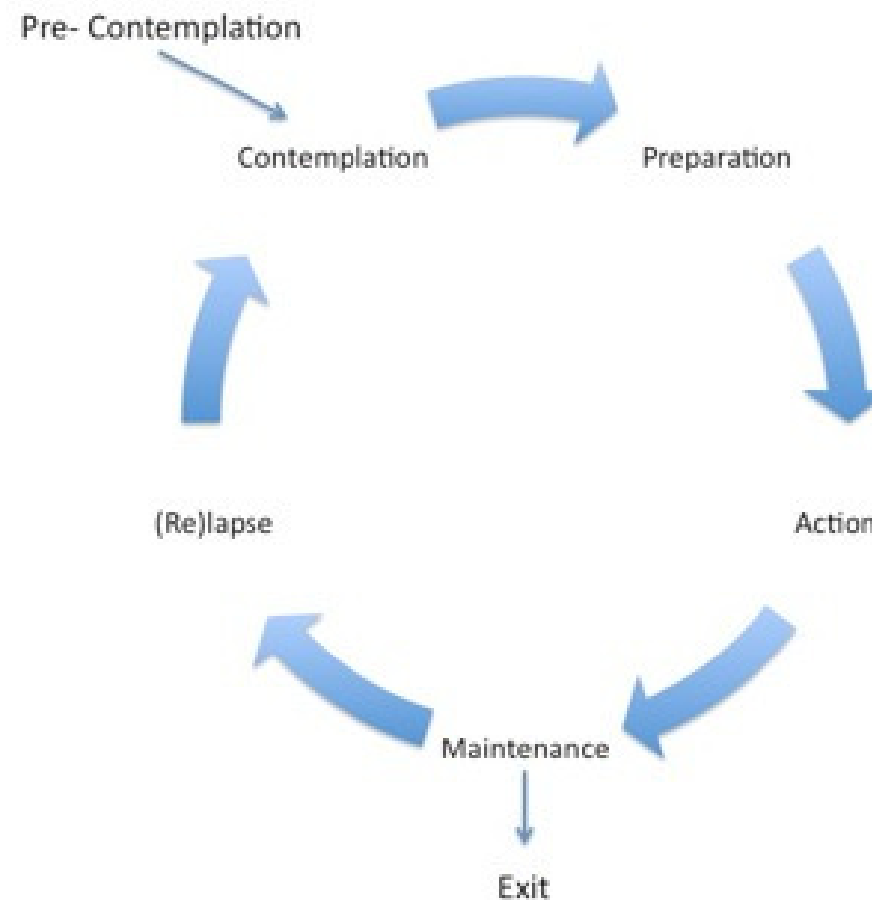 Pre- Contemplation
Contemplation
Preparation
Action
Maintenance
(Re)lapse
Exit